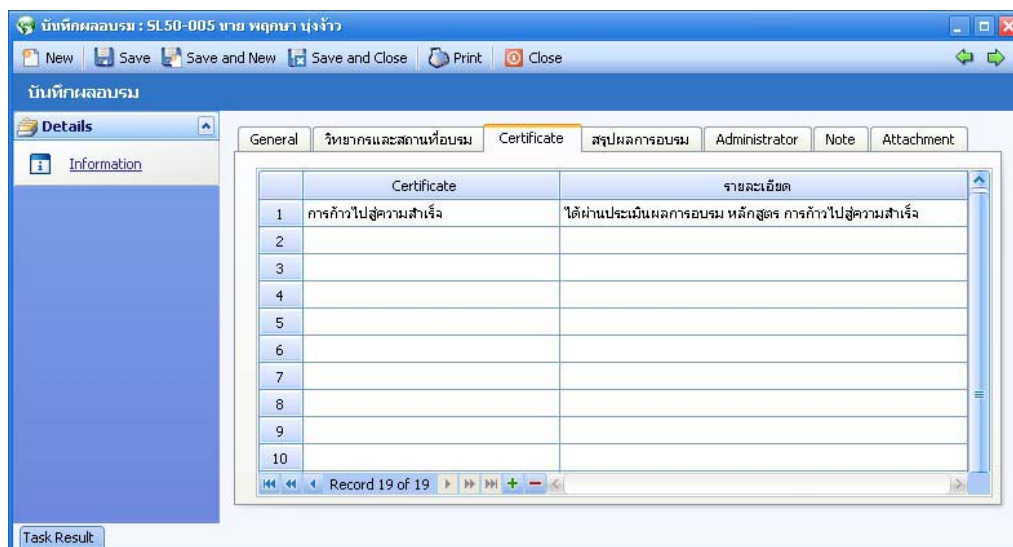 บันทึกผลอบรม : SL50-005 นาย พฤกษา นุ่งง้าว
New Save Save and New Save and Close Print Close
บันทึกผลอบรม
Details
Information
General วิทยากรและสถานที่อบรม Certificate สรุปผลการอบรม Administrator Note Attachment
Certificate รายละเอียด
1 การก้าวไปสู่ความสำเร็จ ได้ผ่านประเมินผลการอบรม หลักสูตร การก้าวไปสู่ความสำเร็จ
2
3
4
5
6
7
8
9
10
Record 19 of 19
Task Result